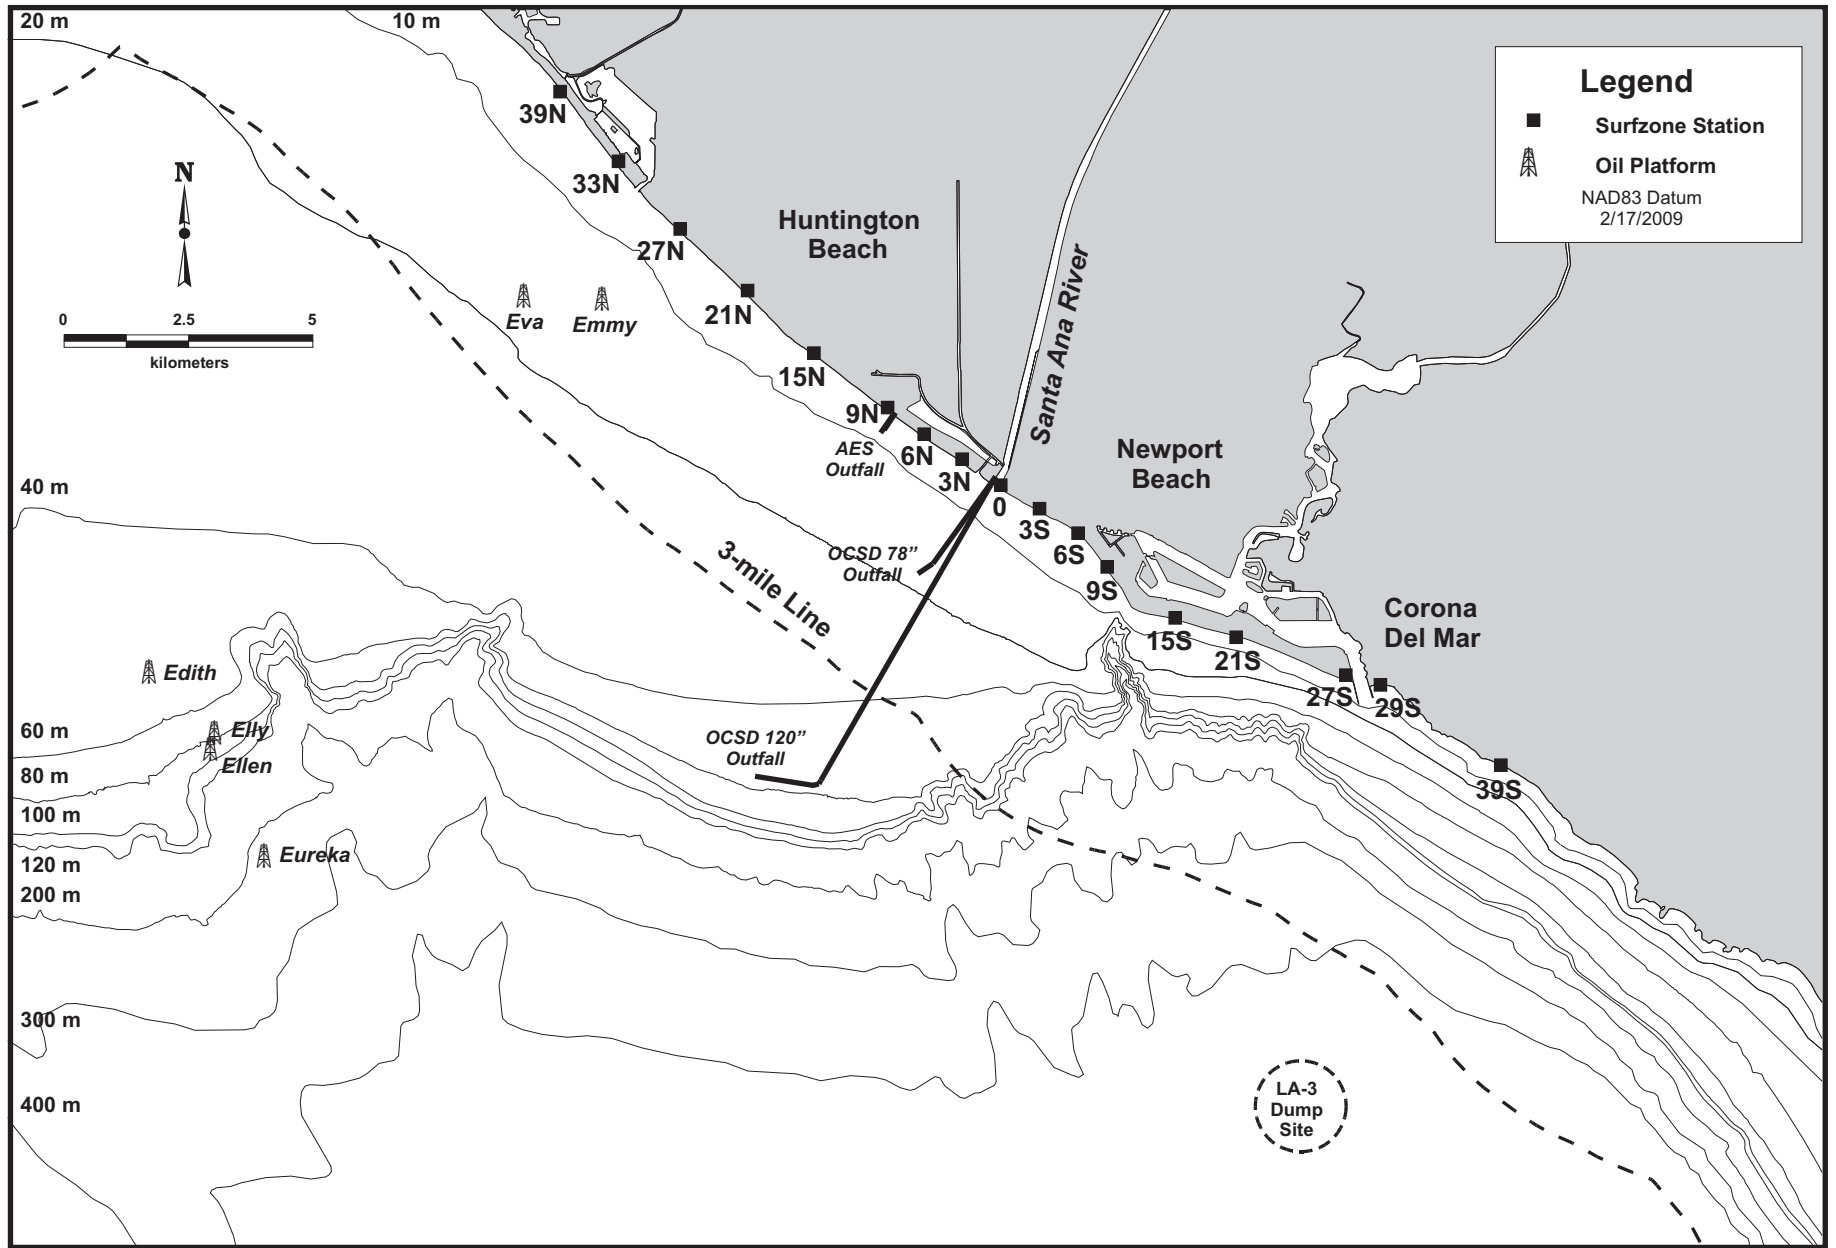 20 m
10 m
Legend
Surfzone Station
Oil Platform
NAD83 Datum
2/17/2009
39N
33N
N
Huntington
Beach
27N
Santa Ana River
21N
0
2.5
5
kilometers
Eva
Emmy
15N
9N
AES
Outfall
6N
3N
Newport
Beach
40 m
0
3S
6S
9S
OCSD 78”
Outfall
3-mile Line
Corona
Del Mar
15S
21S
27S
29S
Edith
60 m
Elly
Ellen
OCSD 120”
Outfall
80 m
39S
100 m
Eureka
120 m
200 m
300 m
400 m
LA-3
Dump
Site